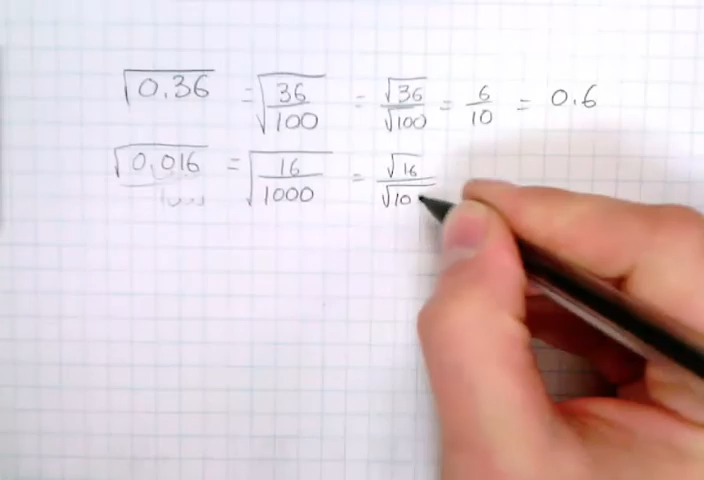 √0.36 = √(36/100) = √36/√100 = 6/10 = 0.6
√0,016 = √(16/1000) = √16/√10